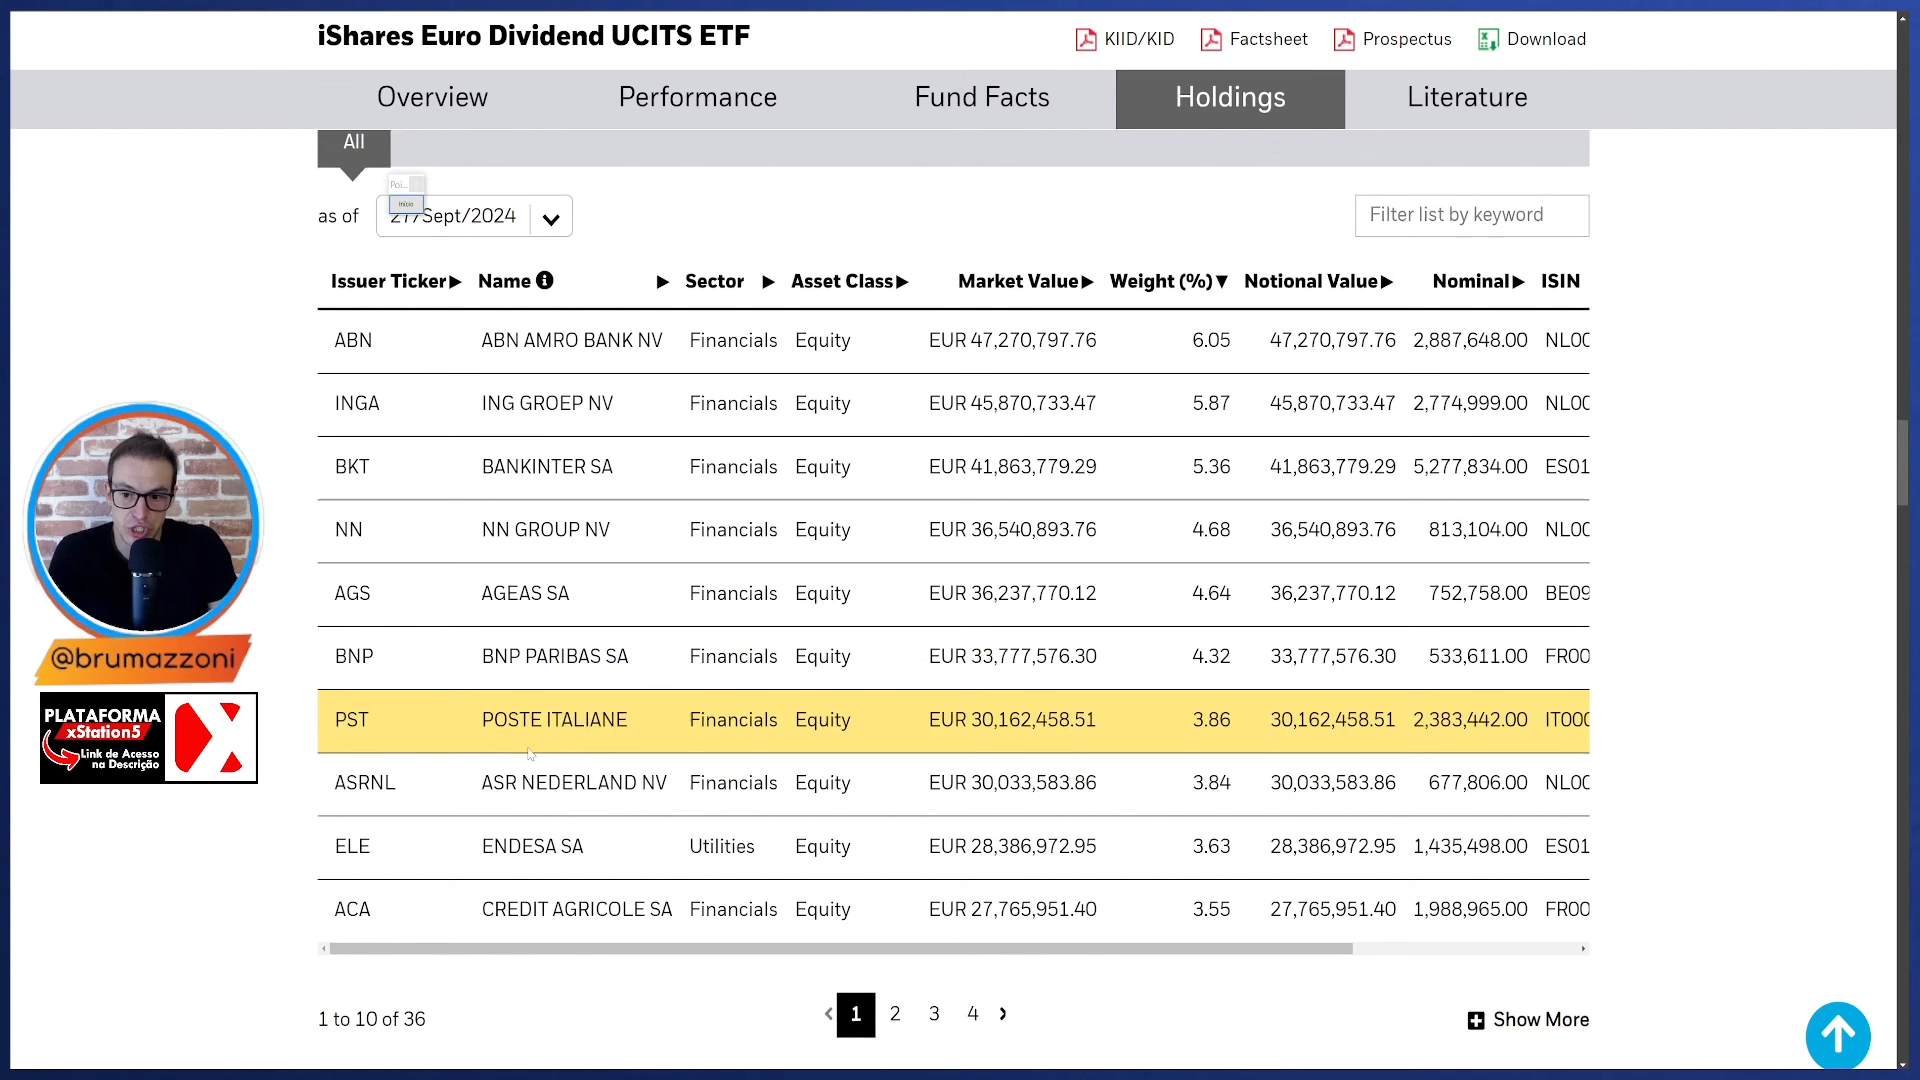 iShares Euro Dividend UCITS ETF
KIID/KID Factsheet Prospectus Download
Overview Performance Fund Facts Holdings Literature
All
Poi...
Início
as of 27/Sept/2024 Filter list by keyword
Issuer Ticker Name Sector Asset Class Market Value Weight (%) Notional Value Nominal ISIN
ABN ABN AMRO BANK NV Financials Equity EUR 47,270,797.76 6.05 47,270,797.76 2,887,648.00 NL00
INGA ING GROEP NV Financials Equity EUR 45,870,733.47 5.87 45,870,733.47 2,774,999.00 NL00
BKT BANKINTER SA Financials Equity EUR 41,863,779.29 5.36 41,863,779.29 5,277,834.00 ES01
NN NN GROUP NV Financials Equity EUR 36,540,893.76 4.68 36,540,893.76 813,104.00 NL00
AGS AGEAS SA Financials Equity EUR 36,237,770.12 4.64 36,237,770.12 752,758.00 BE09
BNP BNP PARIBAS SA Financials Equity EUR 33,777,576.30 4.32 33,777,576.30 533,611.00 FR00
PST POSTE ITALIANE Financials Equity EUR 30,162,458.51 3.86 30,162,458.51 2,383,442.00 IT000
ASRNL ASR NEDERLAND NV Financials Equity EUR 30,033,583.86 3.84 30,033,583.86 677,806.00 NL00
ELE ENDESA SA Utilities Equity EUR 28,386,972.95 3.63 28,386,972.95 1,435,498.00 ES01
ACA CREDIT AGRICOLE SA Financials Equity EUR 27,765,951.40 3.55 27,765,951.40 1,988,965.00 FR00
1 to 10 of 36 1 2 3 4 Show More
@brumazzoni
PLATAFORMA
xStation5
Link de Acesso
na Descrição